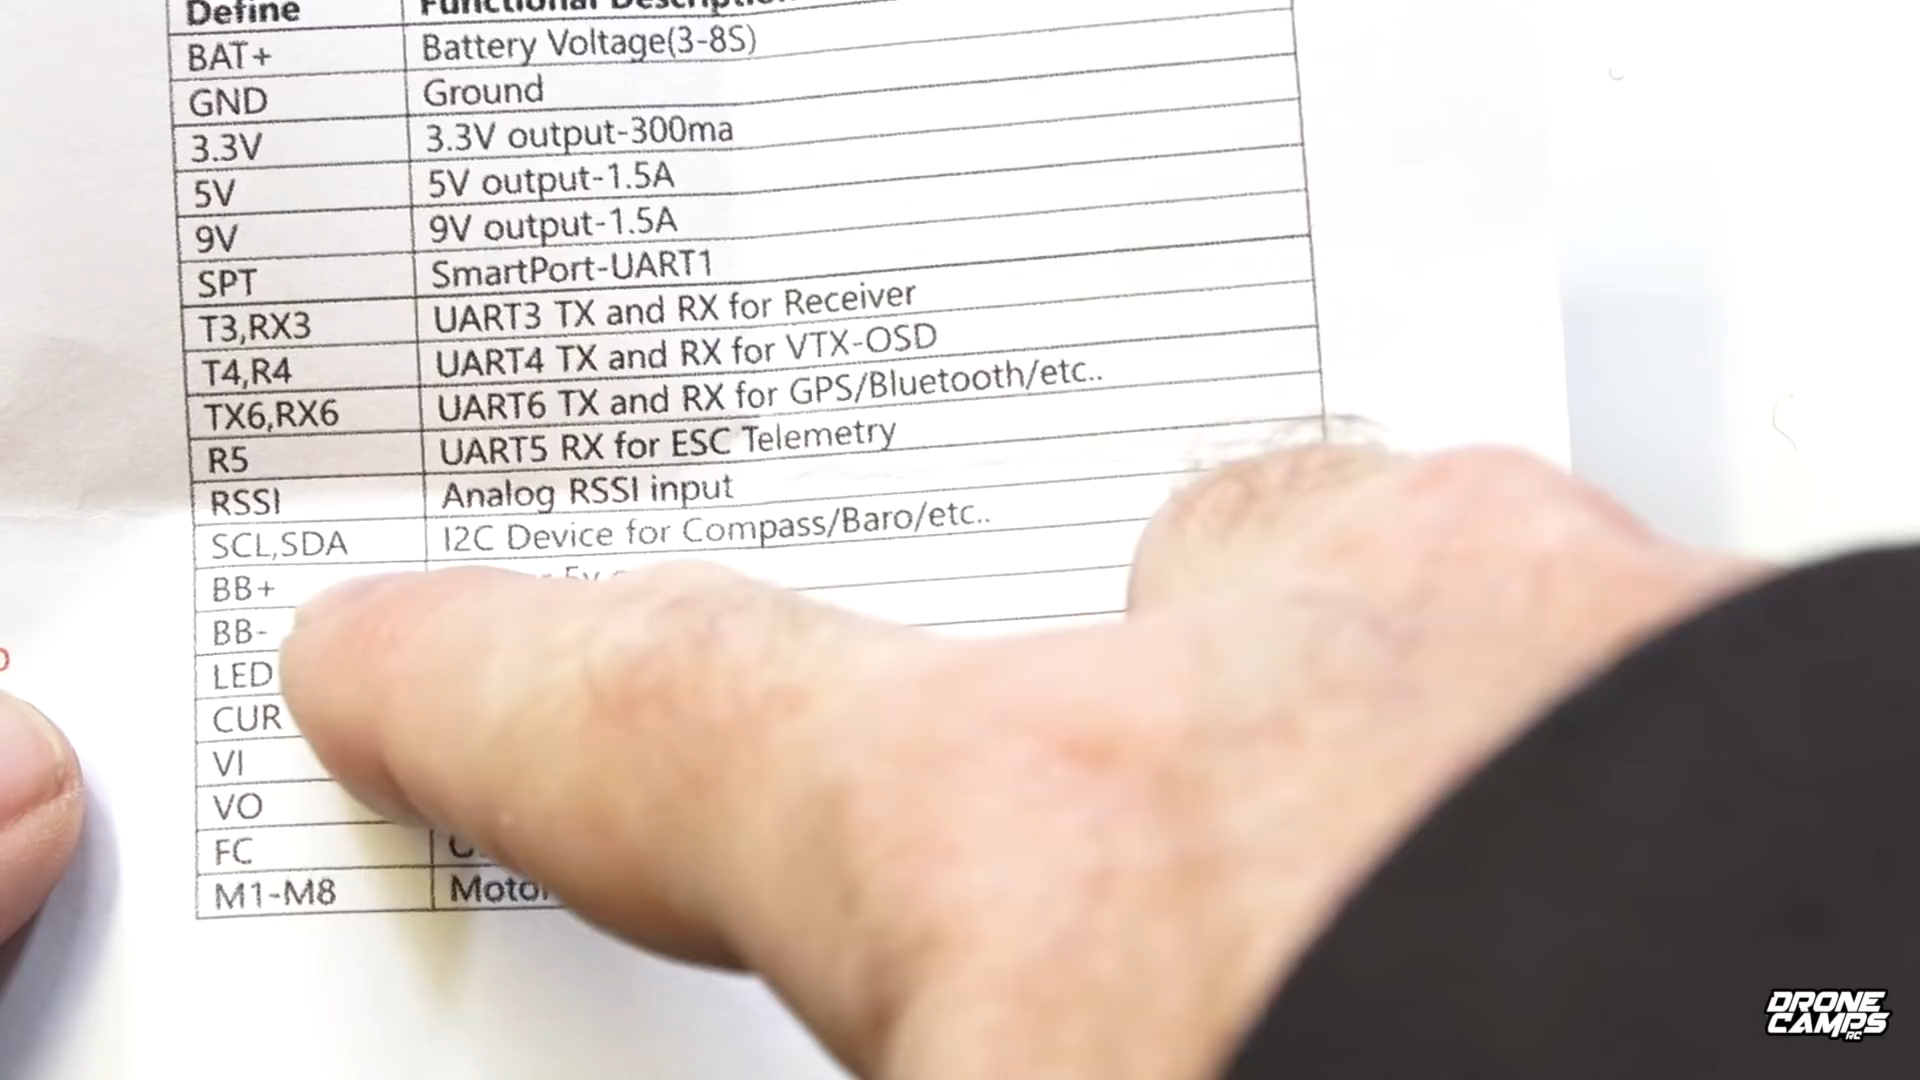 Define Functional
BAT+ Battery Voltage(3-8S)
GND Ground
3.3V 3.3V output-300ma
5V 5V output-1.5A
9V 9V output-1.5A
SPT SmartPort-UART1
T3,RX3 UART3 TX and RX for Receiver
T4,R4 UART4 TX and RX for VTX-OSD
TX6,RX6 UART6 TX and RX for GPS/Bluetooth/etc..
R5 UART5 RX for ESC Telemetry
RSSI Analog RSSI input
SCL,SDA I2C Device for Compass/Baro/etc..
BB+ 5v
BB-
LED
CUR
VI
VO
FC
M1-M8 Motor
DRONE
CAMPS
RC